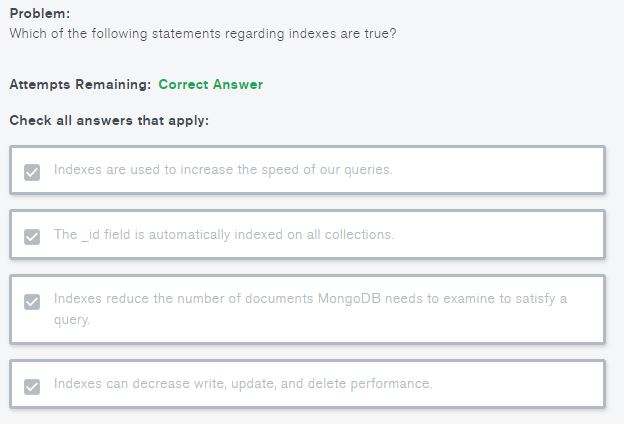 Problem:
Which of the following statements regarding indexes are true?
Attempts Remaining: Correct Answer
Check all answers that apply:
Indexes are used to increase the speed of our queries.
The _id field is automatically indexed on all collections.
Indexes reduce the number of documents MongoDB needs to examine to satisfy a
query.
Indexes can decrease write, update, and delete performance.